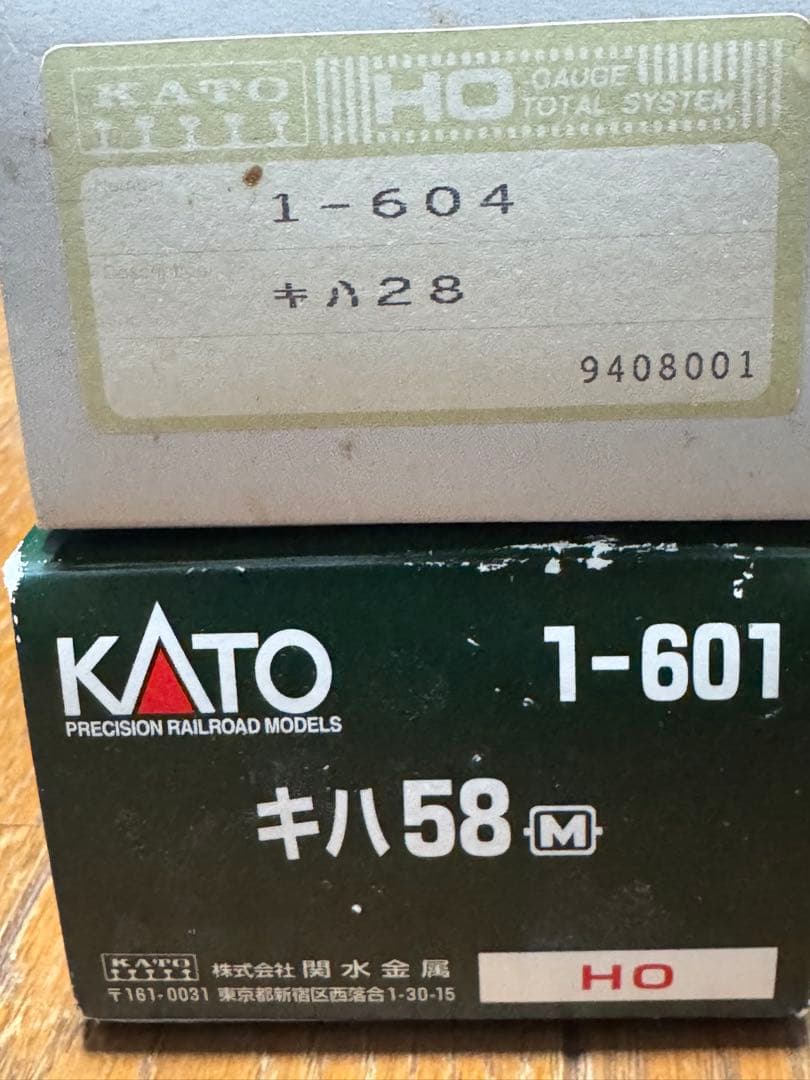 KATO
HO GAUGE TOTAL SYSTEM
Number
1-604
Description
キハ28
9408001
KATO 1-601
PRECISION RAILROAD MODELS
キハ58 M
KATO 株式会社 関水金属
〒161-0031 東京都新宿区西落合1-30-15
HO